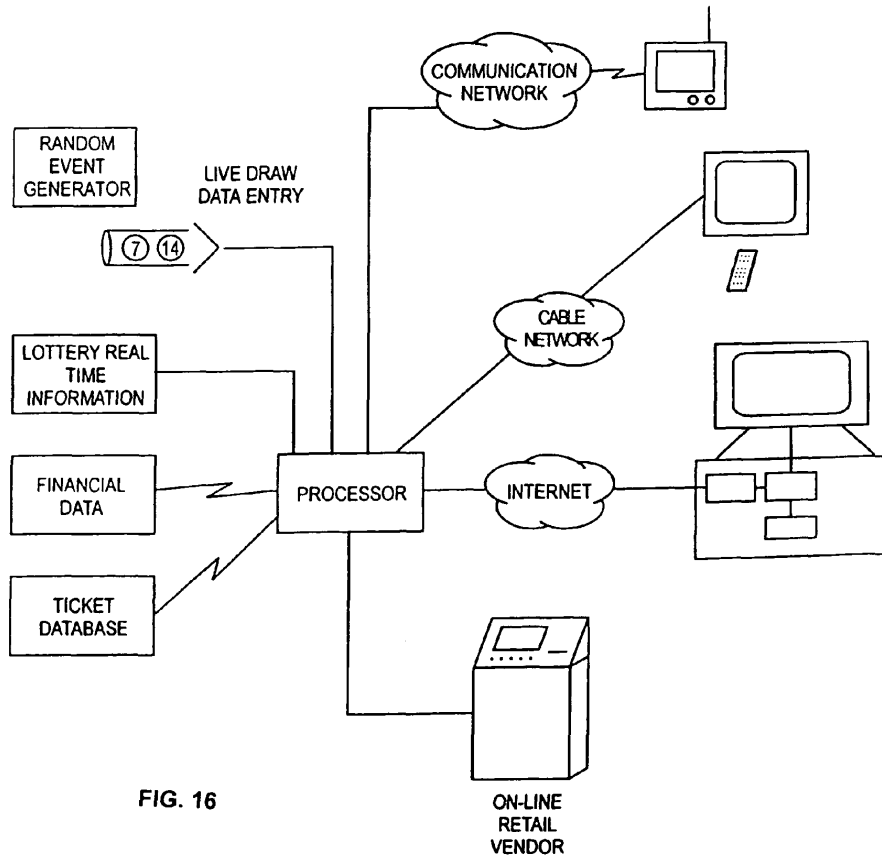 COMMUNICATION
NETWORK
RANDOM
EVENT
GENERATOR
LIVE DRAW
DATA ENTRY
7 14
CABLE
NETWORK
LOTTERY REAL
TIME
INFORMATION
FINANCIAL
DATA
PROCESSOR
INTERNET
TICKET
DATABASE
FIG. 16
ON-LINE
RETAIL
VENDOR